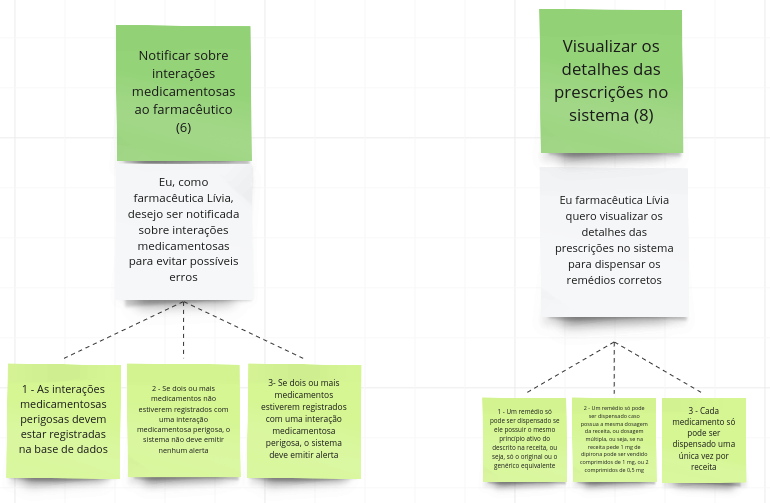 Notificar sobre
interações
medicamentosas
ao farmacêutico
(6)
Eu, como
farmacêutica Lívia,
desejo ser notificada
sobre interações
medicamentosas
para evitar possíveis
erros
1 - As interações
medicamentosas
perigosas devem
estar registradas
na base de dados
2 - Se dois ou mais
medicamentos não
estiverem registrados com
uma interação
medicamentosa perigosa, o
sistema não deve emitir
nenhum alerta
3- Se dois ou mais
medicamentos
estiverem registrados
com uma interação
medicamentosa
perigosa, o sistema
deve emitir alerta
Visualizar os
detalhes das
prescrições no
sistema (8)
Eu farmacêutica Lívia
quero visualizar os
detalhes das
prescrições no sistema
para dispensar os
remédios corretos
1 - Um remédio só
pode ser dispensado se
ele possuir o mesmo
princípio ativo do
descrito na receita, ou
seja, só o original ou o
genérico equivalente
2 - Um remédio só pode
ser dispensado caso
possua a mesma dosagem
da receita, ou dosagem
múltipla, ou seja, se na
receita pede 1 mg de
dipirona pode ser vendido
comprimidos de 1 mg, ou 2
comprimidos de 0.5 mg
3 - Cada
medicamento só
pode ser
dispensado uma
única vez por
receita